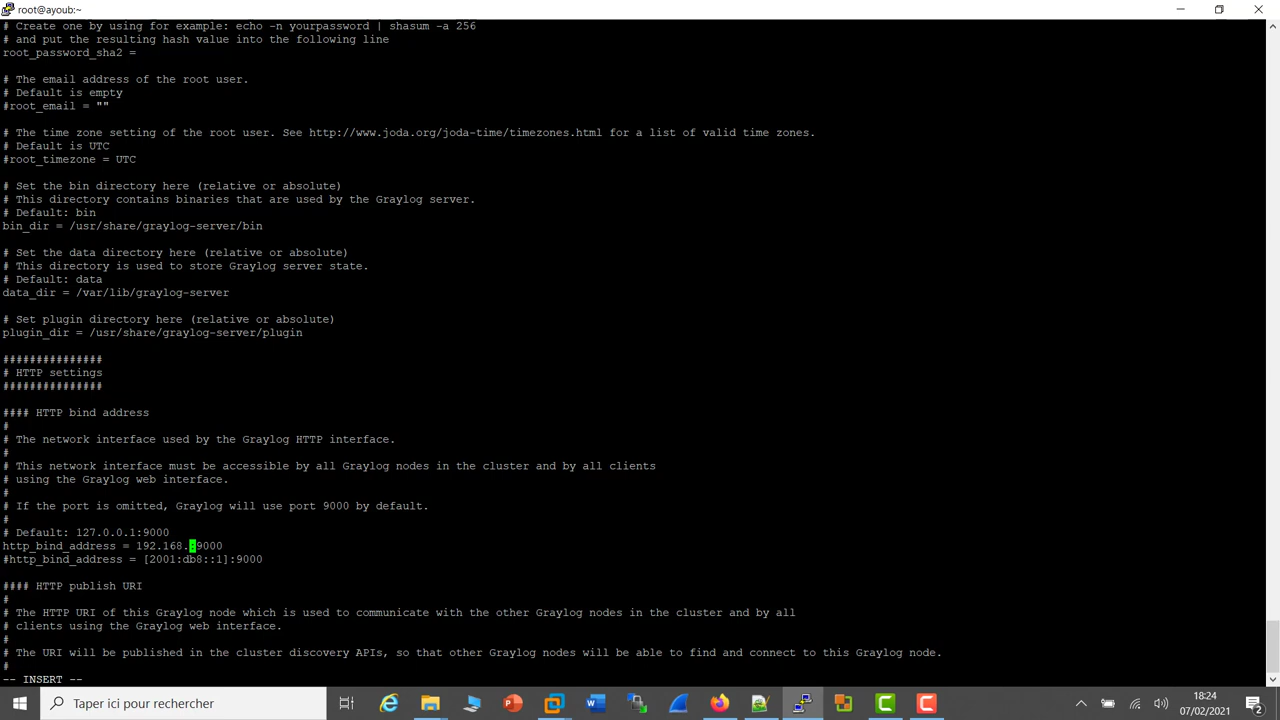 root@ayoub:~
# Create one by using for example: echo -n yourpassword | shasum -a 256
# and put the resulting hash value into the following line
root_password_sha2 =
# The email address of the root user.
# Default is empty
#root_email = ""
# The time zone setting of the root user. See http://www.joda.org/joda-time/timezones.html for a list of valid time zones.
# Default is UTC
#root_timezone = UTC
# Set the bin directory here (relative or absolute)
# This directory contains binaries that are used by the Graylog server.
# Default: bin
bin_dir = /usr/share/graylog-server/bin
# Set the data directory here (relative or absolute)
# This directory is used to store Graylog server state.
# Default: data
data_dir = /var/lib/graylog-server
# Set plugin directory here (relative or absolute)
plugin_dir = /usr/share/graylog-server/plugin
###############
# HTTP settings
###############
#### HTTP bind address
#
# The network interface used by the Graylog HTTP interface.
#
# This network interface must be accessible by all Graylog nodes in the cluster and by all clients
# using the Graylog web interface.
#
# If the port is omitted, Graylog will use port 9000 by default.
#
# Default: 127.0.0.1:9000
http_bind_address = 192.168.:9000
#http_bind_address = [2001:db8::1]:9000
#### HTTP publish URI
#
# The HTTP URI of this Graylog node which is used to communicate with the other Graylog nodes in the cluster and by all
# clients using the Graylog web interface.
#
# The URI will be published in the cluster discovery APIs, so that other Graylog nodes will be able to find and connect to this Graylog node.
#
-- INSERT --
Taper ici pour rechercher
18:24
07/02/2021
2